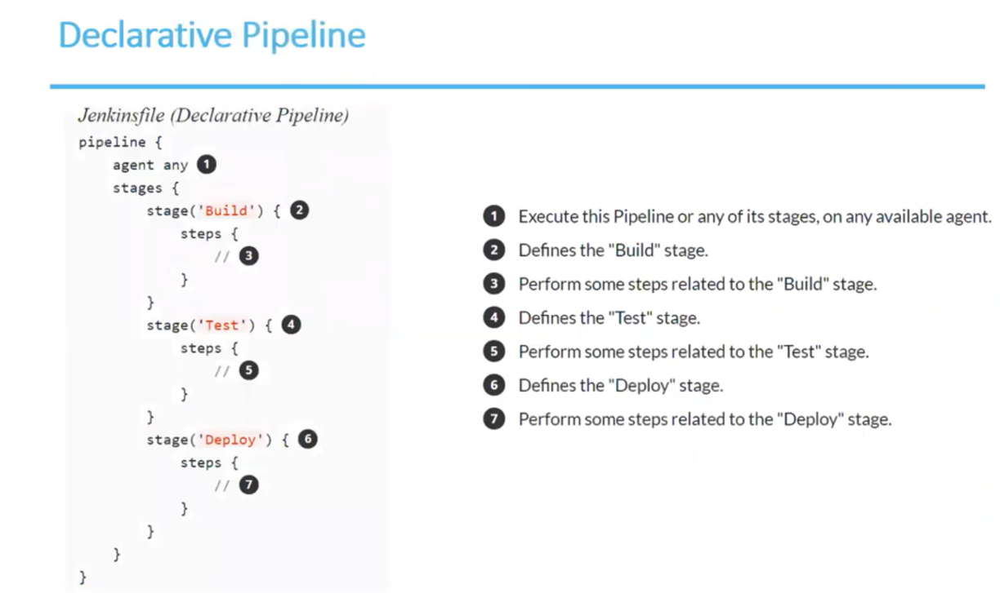 Declarative Pipeline
Jenkinsfile (Declarative Pipeline)
pipeline {
    agent any 1
    stages {
        stage('Build') { 2
            steps {
                // 3
            }
        }
        stage('Test') { 4
            steps {
                // 5
            }
        }
        stage('Deploy') { 6
            steps {
                // 7
            }
        }
    }
}
1 Execute this Pipeline or any of its stages, on any available agent.
2 Defines the "Build" stage.
3 Perform some steps related to the "Build" stage.
4 Defines the "Test" stage.
5 Perform some steps related to the "Test" stage.
6 Defines the "Deploy" stage.
7 Perform some steps related to the "Deploy" stage.